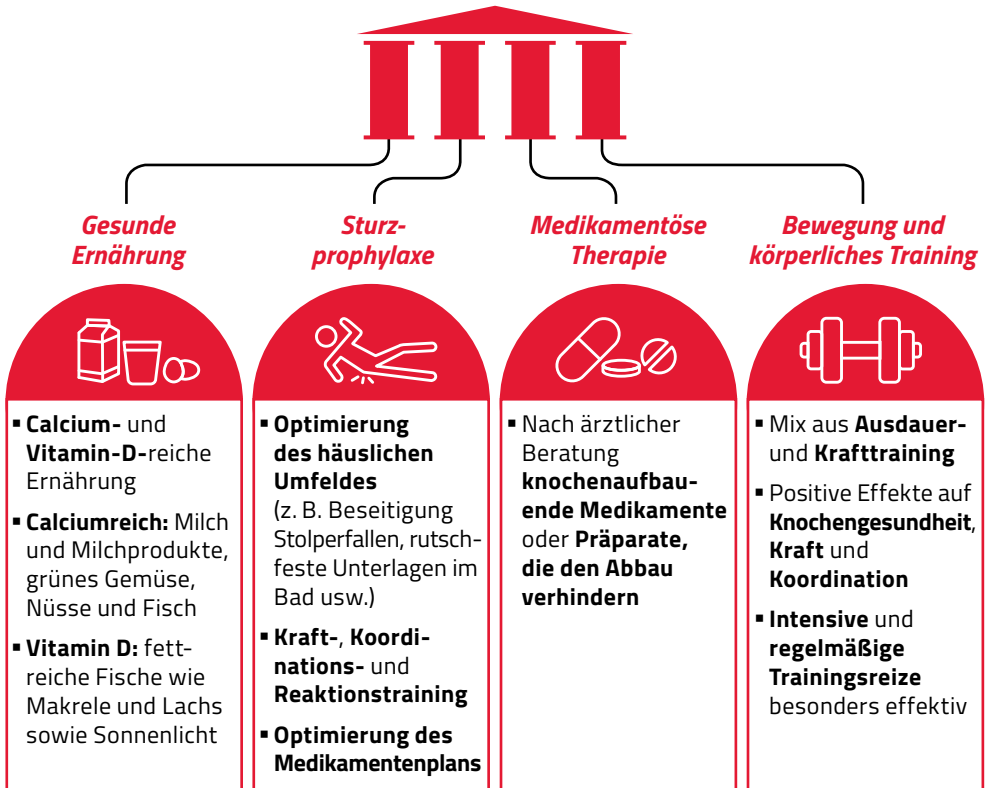 Gesunde
Ernährung
▪ Calcium- und
Vitamin-D-reiche
Ernährung
▪ Calciumreich: Milch
und Milchprodukte,
grünes Gemüse,
Nüsse und Fisch
▪ Vitamin D: fett-
reiche Fische wie
Makrele und Lachs
sowie Sonnenlicht
Sturz-
prophylaxe
▪ Optimierung
des häuslichen
Umfeldes
(z. B. Beseitigung
Stolperfallen, rutsch-
feste Unterlagen im
Bad usw.)
▪ Kraft-, Koordi-
nations- und
Reaktionstraining
▪ Optimierung des
Medikamentenplans
Medikamentöse
Therapie
▪ Nach ärztlicher
Beratung
knochenaufbau-
ende Medikamente
oder Präparate,
die den Abbau
verhindern
Bewegung und
körperliches Training
▪ Mix aus Ausdauer-
und Krafttraining
▪ Positive Effekte auf
Knochengesundheit,
Kraft und
Koordination
▪ Intensive und
regelmäßige
Trainingsreize
besonders effektiv